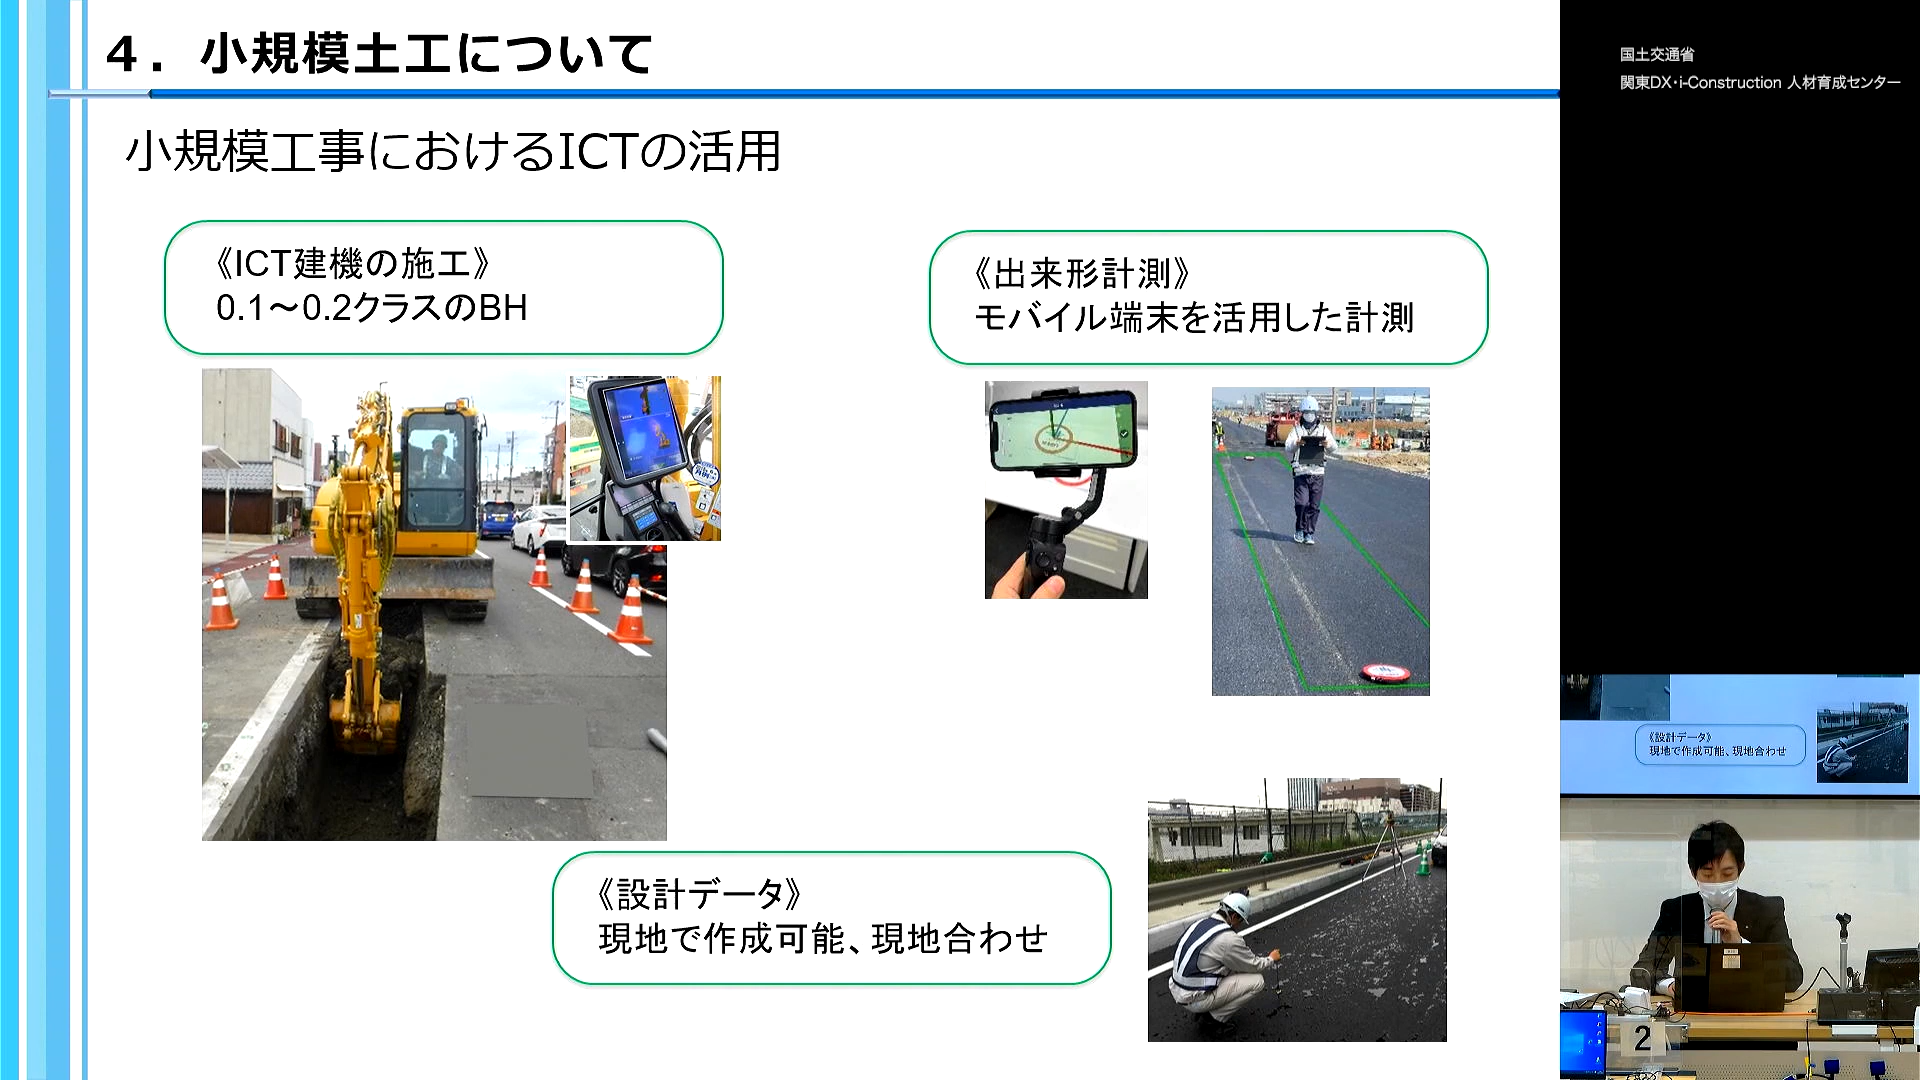 ４．小規模土工について
小規模工事におけるICTの活用
《ICT建機の施工》
0.1～0.2クラスのBH
《出来形計測》
モバイル端末を活用した計測
《設計データ》
現地で作成可能、現地合わせ
国土交通省
関東DX・i-Construction 人材育成センター
《設計データ》
現地で作成可能、現地合わせ
2